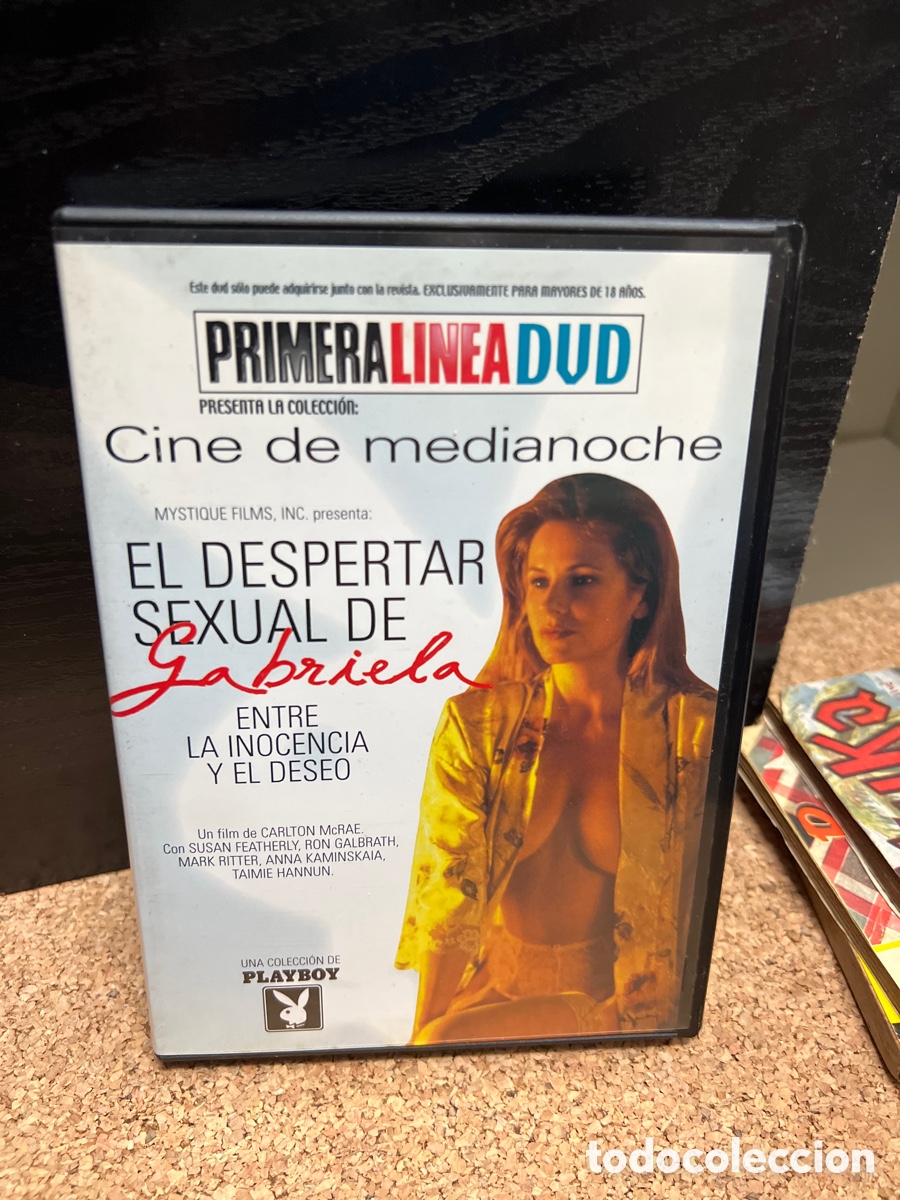 Este dvd sólo puede adquirirse junto con la revista. EXCLUSIVAMENTE PARA MAYORES DE 18 AÑOS.
PRIMERALINEADVD
PRESENTA LA COLECCIÓN:
Cine de medianoche
MYSTIQUE FILMS, INC. presenta:
EL DESPERTAR
SEXUAL DE
Gabriela
ENTRE
LA INOCENCIA
Y EL DESEO
Un film de CARLTON McRAE.
Con SUSAN FEATHERLY, RON GALBRATH,
MARK RITTER, ANNA KAMINSKAIA,
TAIMIE HANNUN.
UNA COLECCIÓN DE
PLAYBOY
todocoleccion